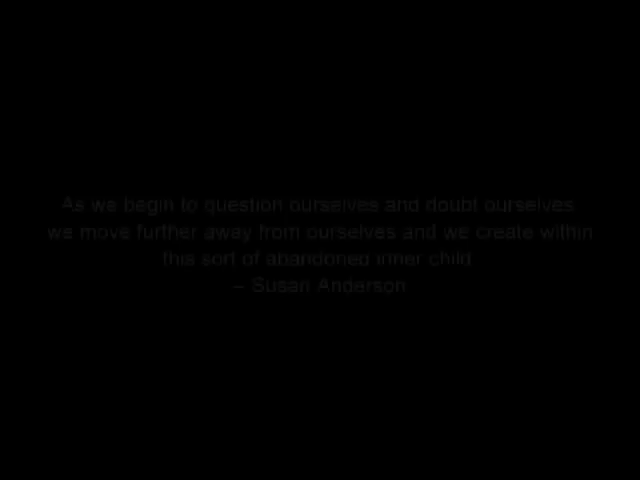 As we begin to question ourselves and doubt ourselves
we move further away from ourselves and we create within
this sort of abandoned inner child
– Susan Anderson